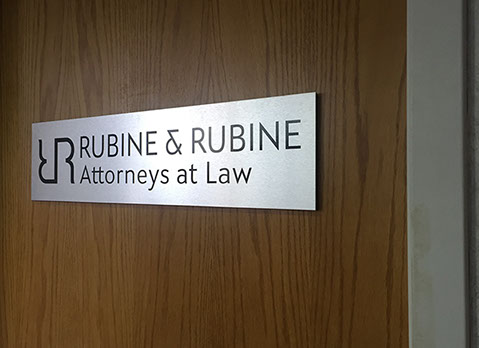 RUBINE & RUBINE
Attorneys at Law